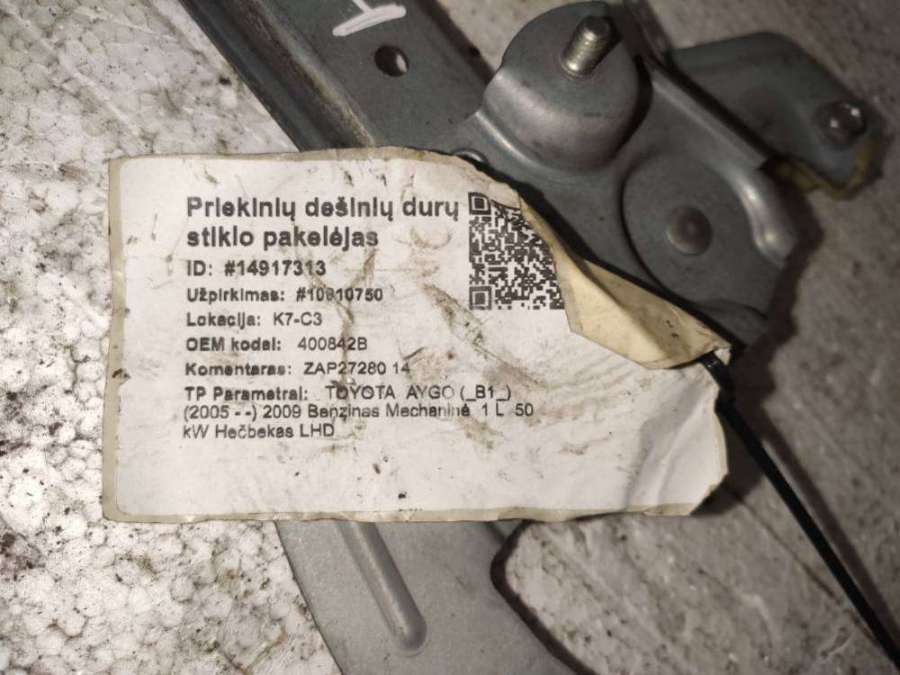 Priekinių dešinių durų
stiklo pakelėjas
ID: #14917313
Užpirkimas: #10910750
Lokacija: K7-C3
OEM kodai: 400842B
Komentaras: ZAP27280 14
TP Parametrai: TOYOTA AYGO (_B1_)
(2005 - -) 2009 Benzinas Mechaninė 1 L 50
kW Hečbekas LHD